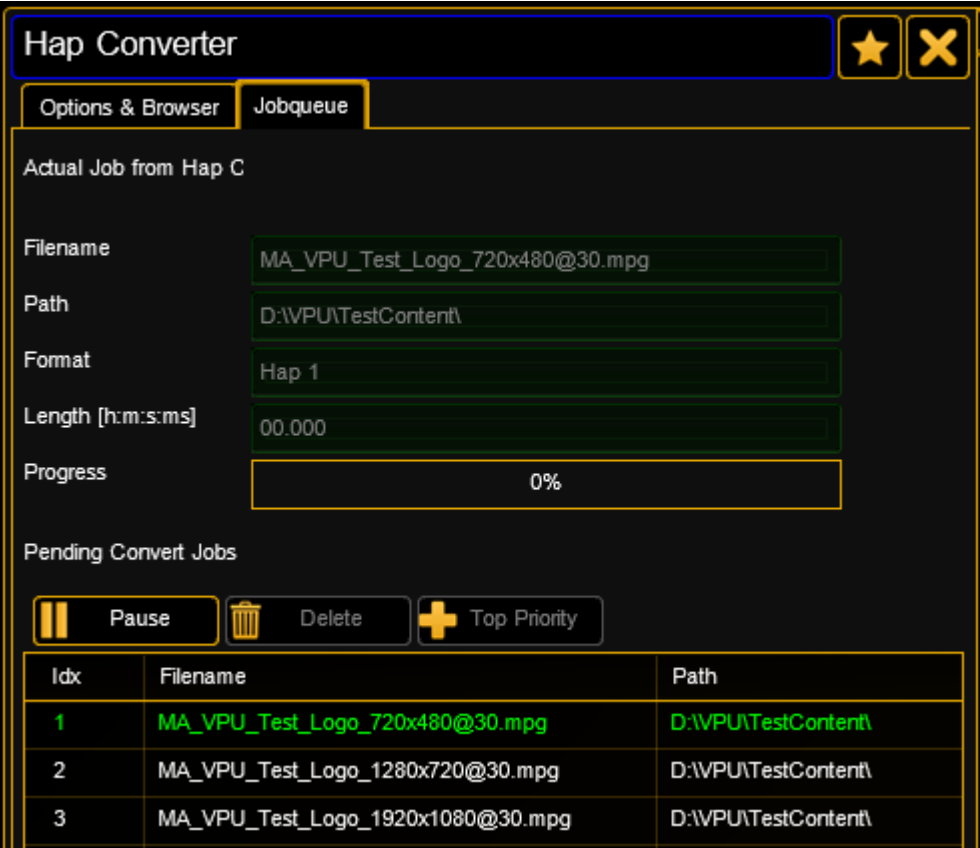 Hap Converter
Options & Browser Jobqueue
Actual Job from Hap C
Filename MA_VPU_Test_Logo_720x480@30.mpg
Path D:\VPU\TestContent\
Format Hap 1
Length [h:m:s:ms] 00.000
Progress 0%
Pending Convert Jobs
Pause Delete Top Priority
Idx Filename Path
1 MA_VPU_Test_Logo_720x480@30.mpg D:\VPU\TestContent\
2 MA_VPU_Test_Logo_1280x720@30.mpg D:\VPU\TestContent\
3 MA_VPU_Test_Logo_1920x1080@30.mpg D:\VPU\TestContent\